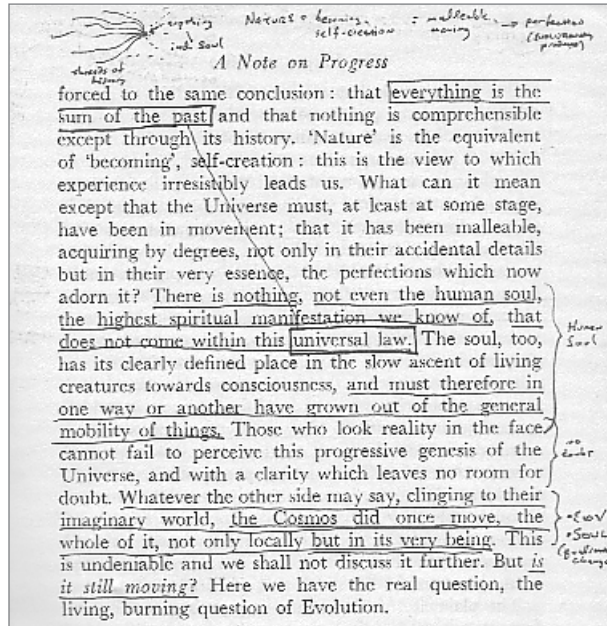 everything
ind. soul
threads of
history
Nature = becoming,
self-creation
= malleable,
moving
→ perfection
A Note on Progress
forced to the same conclusion : that everything is the
sum of the past and that nothing is comprehensible
except through its history. ‘Nature’ is the equivalent
of ‘becoming’, self-creation : this is the view to which
experience irresistibly leads us. What can it mean
except that the Universe must, at least at some stage,
have been in movement; that it has been malleable,
acquiring by degrees, not only in their accidental details
but in their very essence, the perfections which now
adorn it? There is nothing, not even the human soul,
the highest spiritual manifestation we know of, that
does not come within this universal law. The soul, too,
has its clearly defined place in the slow ascent of living
creatures towards consciousness, and must therefore in
one way or another have grown out of the general
mobility of things. Those who look reality in the face
cannot fail to perceive this progressive genesis of the
Universe, and with a clarity which leaves no room for
doubt. Whatever the other side may say, clinging to their
imaginary world, the Cosmos did once move, the
whole of it, not only locally but in its very being. This
is undeniable and we shall not discuss it further. But is
it still moving? Here we have the real question, the
living, burning question of Evolution.
Human
Soul
no
doubt